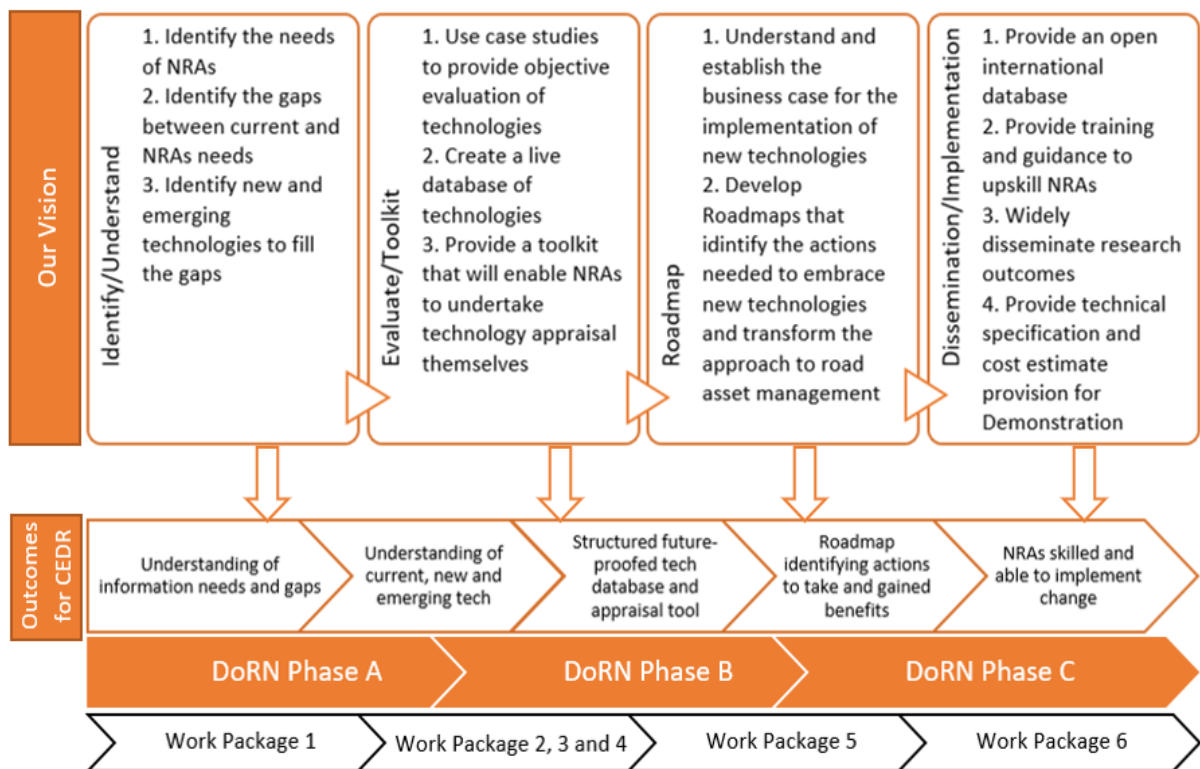 Our Vision
Identify/Understand
1. Identify the needs
of NRAs
2. Identify the gaps
between current and
NRAs needs
3. Identify new and
emerging
technologies to fill
the gaps
Evaluate/Toolkit
1. Use case studies
to provide objective
evaluation of
technologies
2. Create a live
database of
technologies
3. Provide a toolkit
that will enable NRAs
to undertake
technology appraisal
themselves
Roadmap
1. Understand and
establish the
business case for the
implementation of
new technologies
2. Develop
Roadmaps that
idintify the actions
needed to embrace
new technologies
and transform the
approach to road
asset management
Dissemination/Implementation
1. Provide an open
international
database
2. Provide training
and guidance to
upskill NRAs
3. Widely
disseminate research
outcomes
4. Provide technical
specification and
cost estimate
provision for
Demonstration
Outcomes
for CEDR
Understanding of
information needs and gaps
Understanding of
current, new and
emerging tech
Structured future-
proofed tech
database and
appraisal tool
Roadmap
identifying actions
to take and gained
benefits
NRAs skilled and
able to implement
change
DoRN Phase A
DoRN Phase B
DoRN Phase C
Work Package 1
Work Package 2, 3 and 4
Work Package 5
Work Package 6